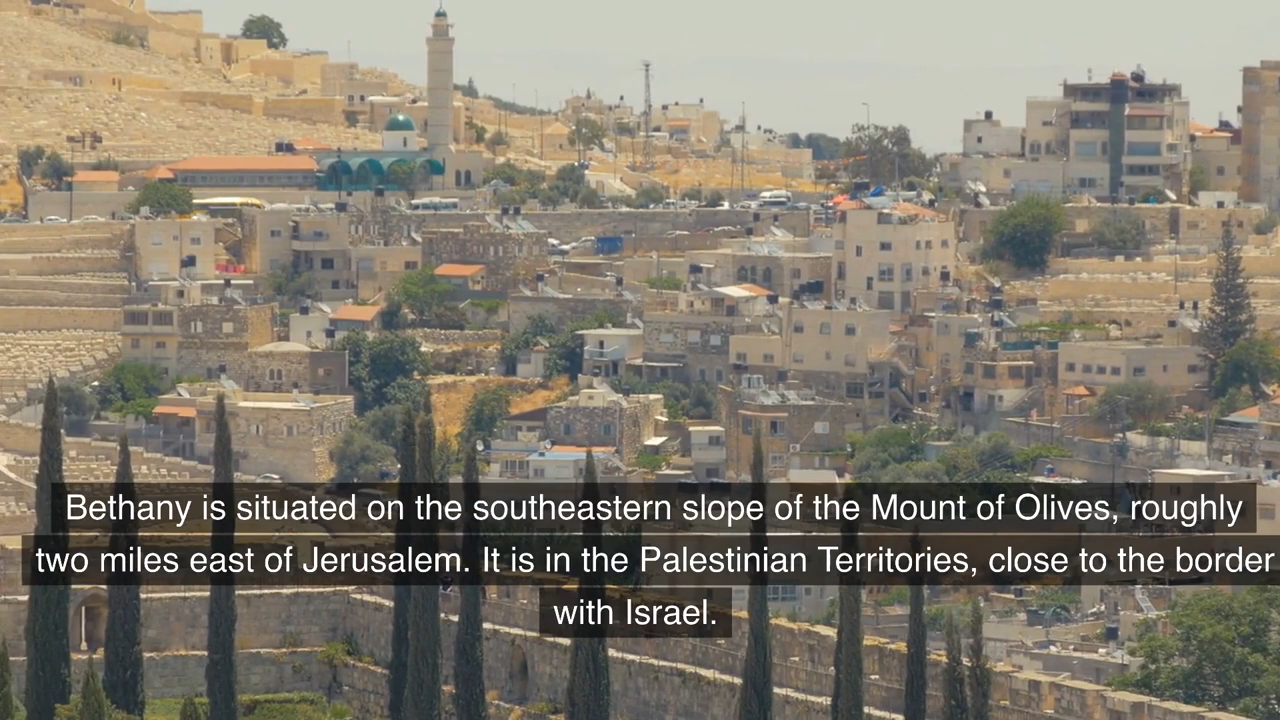 Bethany is situated on the southeastern slope of the Mount of Olives, roughly
two miles east of Jerusalem. It is in the Palestinian Territories, close to the border
with Israel.